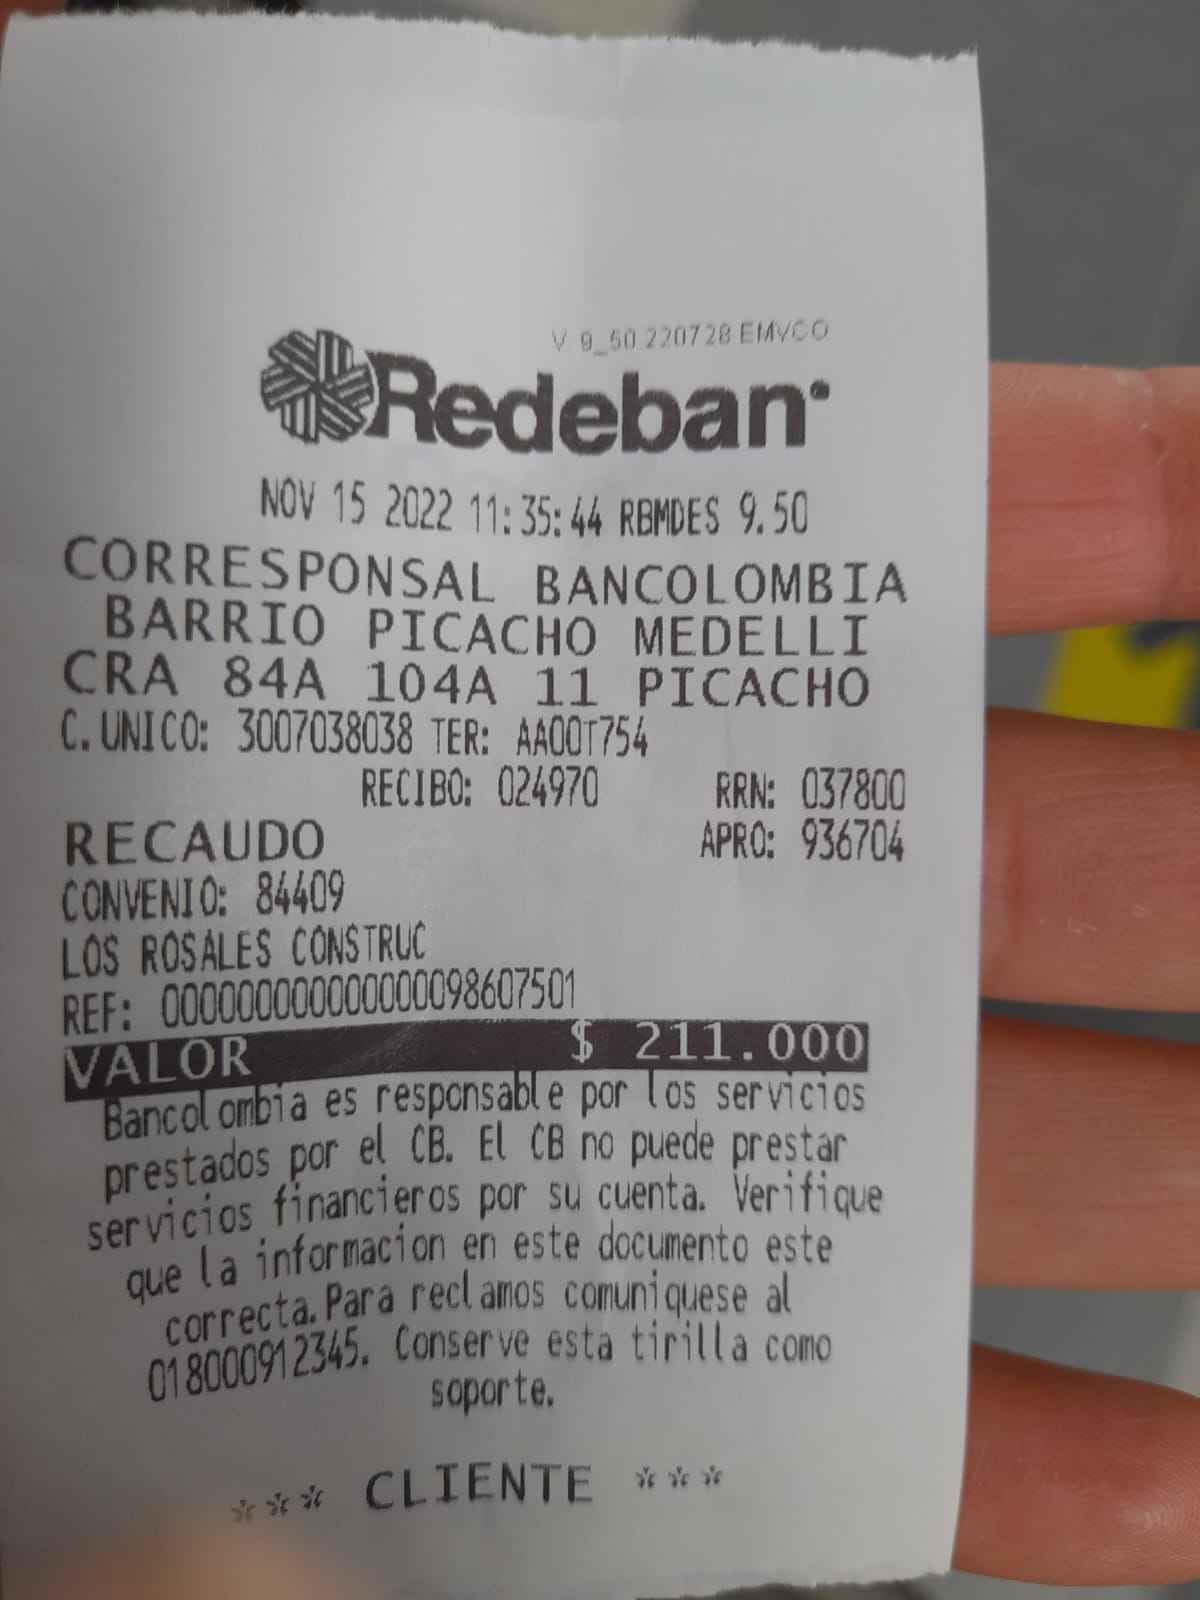 V 9_50.220728 EMVCO
Redeban
NOV 15 2022 11:35:44 RBMDES 9.50
CORRESPONSAL BANCOLOMBIA
BARRIO PICACHO MEDELLI
CRA 84A 104A 11 PICACHO
C. UNICO: 3007038038 TER: AA00T754
RECIBO: 024970 RRN: 037800
RECAUDO APRO: 936704
CONVENIO: 84409
LOS ROSALES CONSTRUC
REF: 000000000000000098607501
VALOR $ 211.000
Bancolombia es responsable por los servicios
prestados por el CB. El CB no puede prestar
servicios financieros por su cuenta. Verifique
que la informacion en este documento este
correcta. Para reclamos comuniquese al
018000912345. Conserve esta tirilla como
soporte.
*** CLIENTE ***